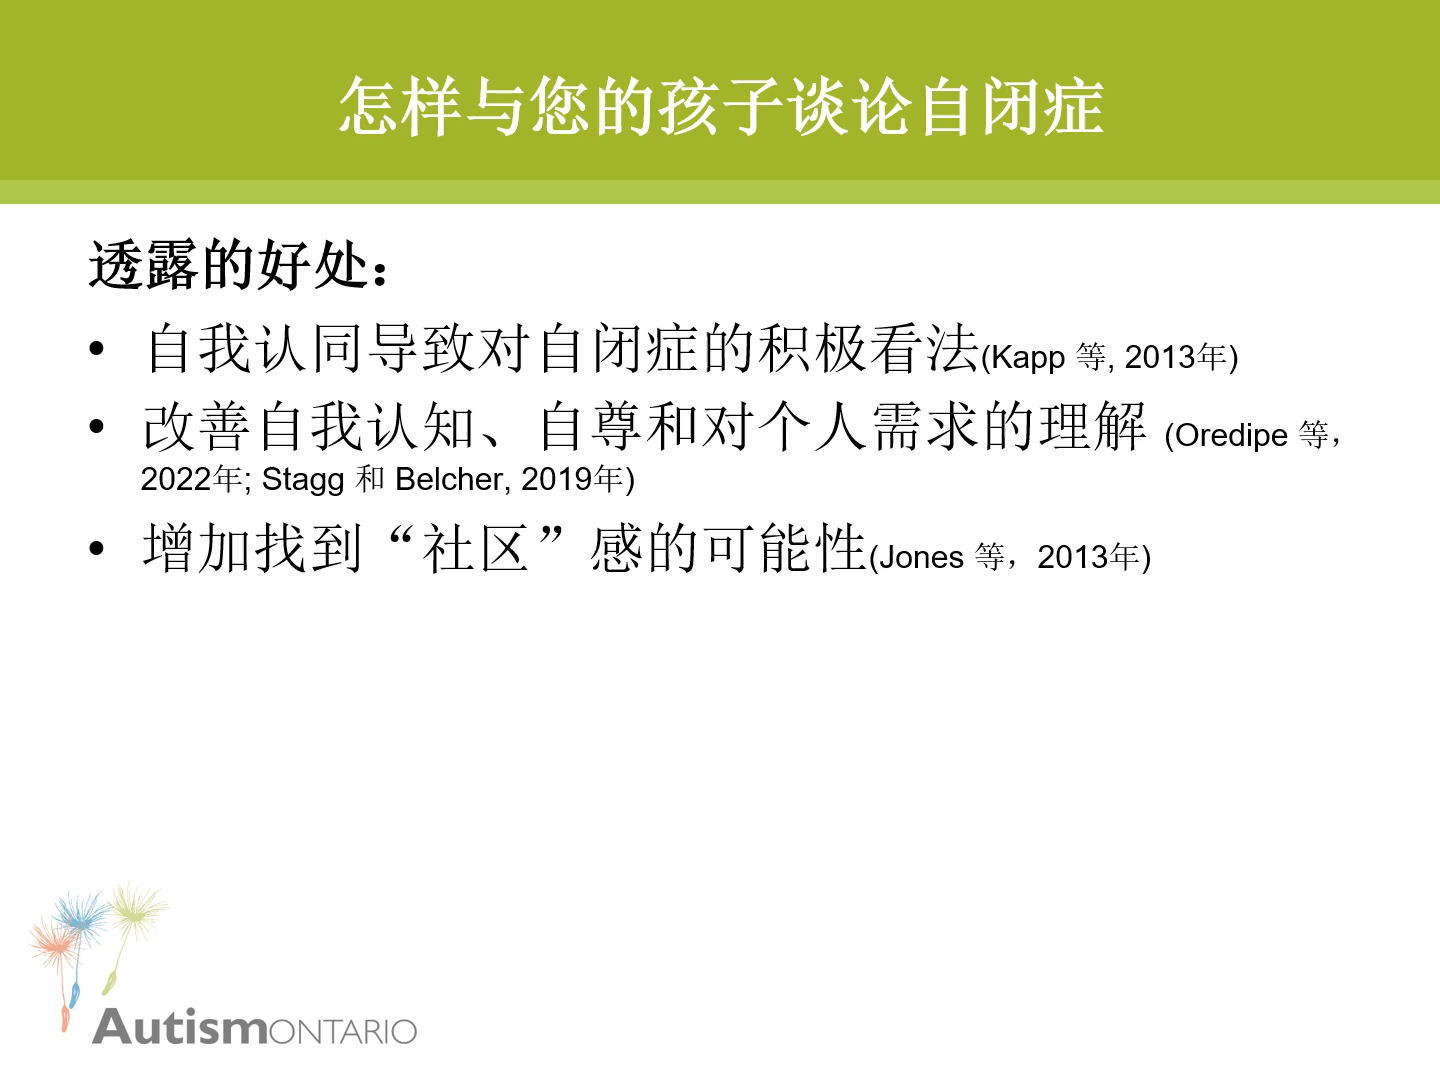 怎样与您的孩子谈论自闭症
透露的好处：
• 自我认同导致对自闭症的积极看法(Kapp 等, 2013年)
• 改善自我认知、自尊和对个人需求的理解 (Oredipe 等，
2022年; Stagg 和 Belcher, 2019年)
• 增加找到“社区”感的可能性(Jones 等，2013年)
AutismONTARIO